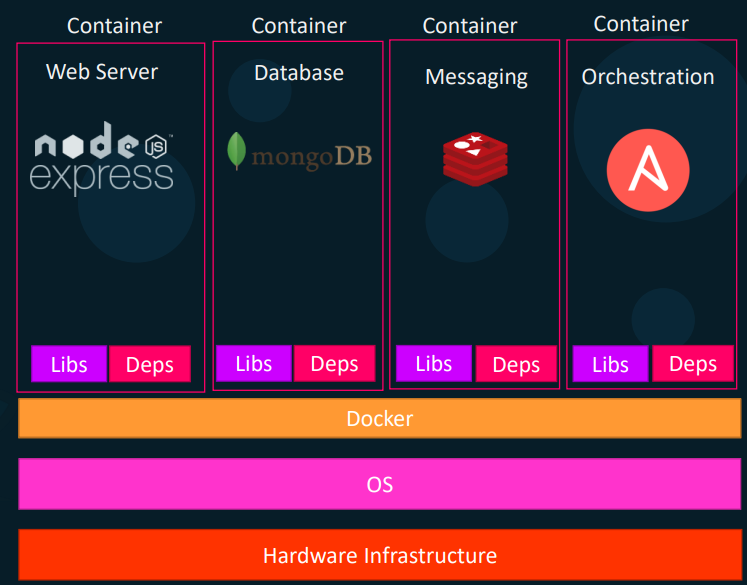 Container
Container
Container
Container
Web Server
Database
Messaging
Orchestration
node JS ™
express
mongoDB
A
Libs
Deps
Libs
Deps
Libs
Deps
Libs
Deps
Docker
OS
Hardware Infrastructure